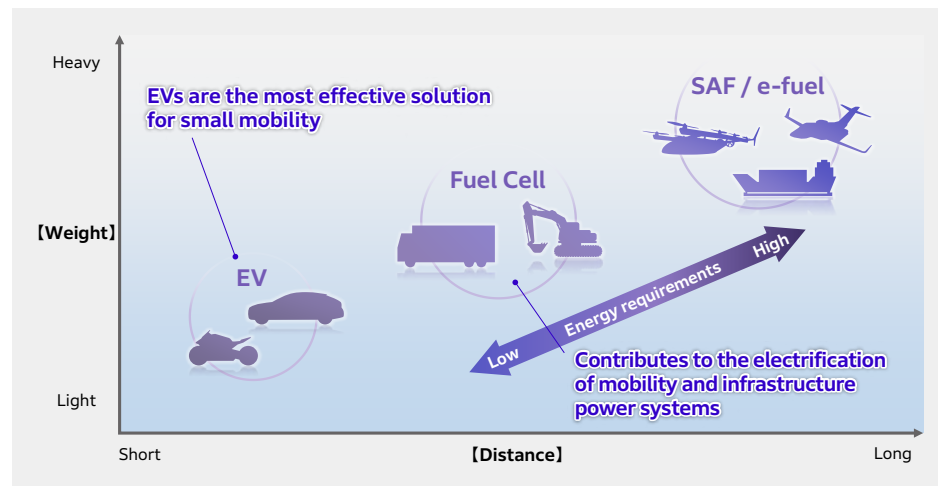 Heavy
EVs are the most effective solution
for small mobility
SAF / e-fuel
Fuel Cell
【Weight】
EV
Low Energy requirements High
Contributes to the electrification
of mobility and infrastructure
power systems
Light
Short
【Distance】
Long